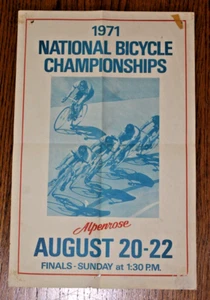 1971
NATIONAL BICYCLE
CHAMPIONSHIPS
Alpenrose
AUGUST 20-22
FINALS - SUNDAY at 1:30 P.M.